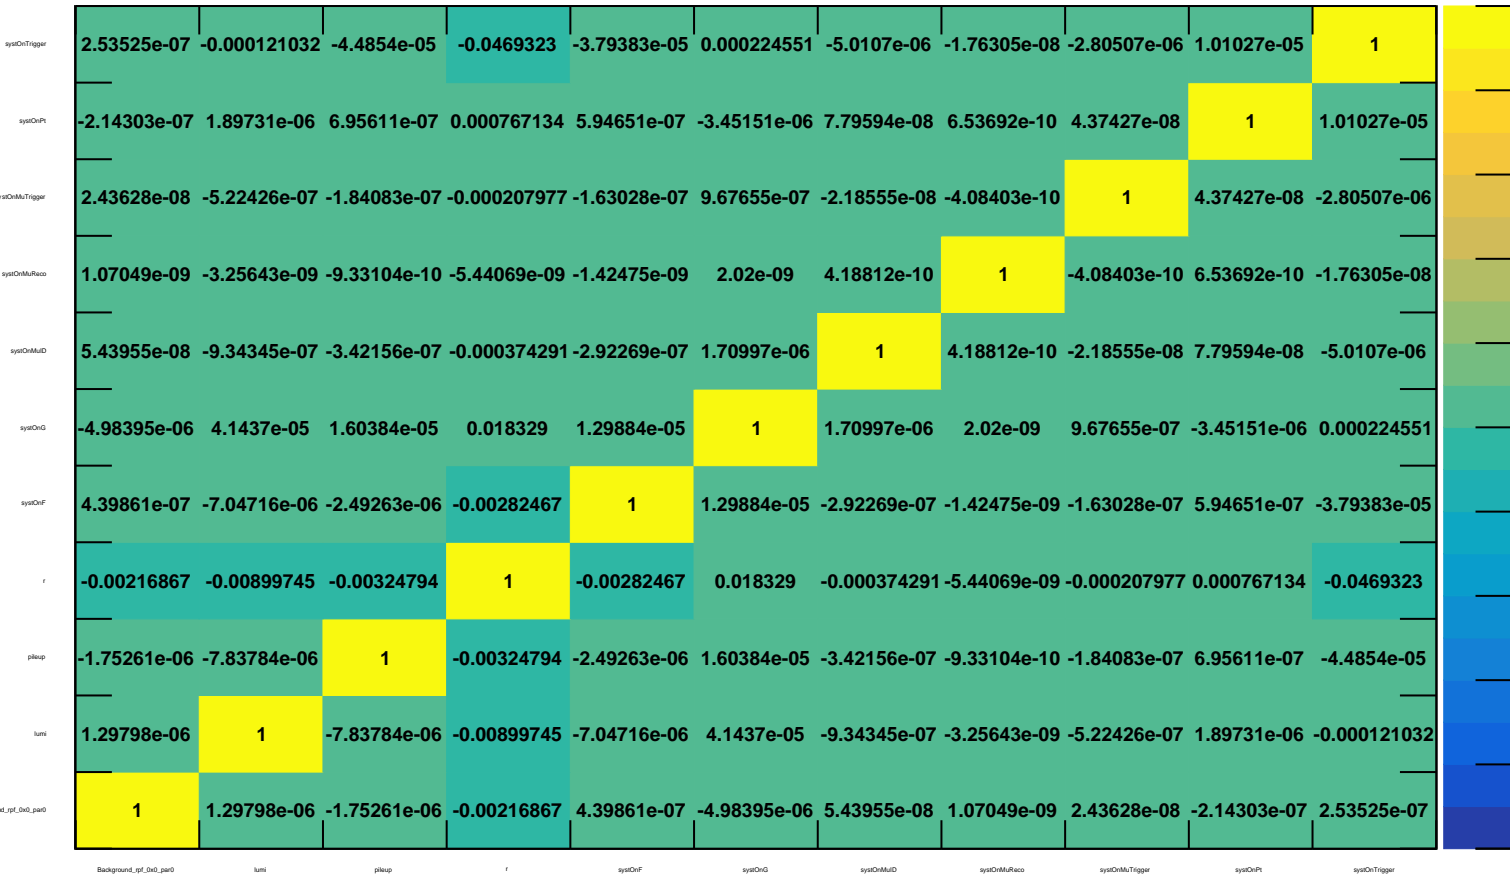 systOnTrigger 2.53525e-07 -0.000121032 -4.4854e-05 -0.0469323 -3.79383e-05 0.000224551 -5.0107e-06 -1.76305e-08 -2.80507e-06 1.01027e-05 1
systOnPt -2.14303e-07 1.89731e-06 6.95611e-07 0.000767134 5.94651e-07 -3.45151e-06 7.79594e-08 6.53692e-10 4.37427e-08 1 1.01027e-05
stOnMuTrigger 2.43628e-08 -5.22426e-07 -1.84083e-07 -0.000207977 -1.63028e-07 9.67655e-07 -2.18555e-08 -4.08403e-10 1 4.37427e-08 -2.80507e-06
systOnMuReco 1.07049e-09 -3.25643e-09 -9.33104e-10 -5.44069e-09 -1.42475e-09 2.02e-09 4.18812e-10 1 -4.08403e-10 6.53692e-10 -1.76305e-08
systOnMuID 5.43955e-08 -9.34345e-07 -3.42156e-07 -0.000374291 -2.92269e-07 1.70997e-06 1 4.18812e-10 -2.18555e-08 7.79594e-08 -5.0107e-06
systOnG -4.98395e-06 4.1437e-05 1.60384e-05 0.018329 1.29884e-05 1 1.70997e-06 2.02e-09 9.67655e-07 -3.45151e-06 0.000224551
systOnF 4.39861e-07 -7.04716e-06 -2.49263e-06 -0.00282467 1 1.29884e-05 -2.92269e-07 -1.42475e-09 -1.63028e-07 5.94651e-07 -3.79383e-05
r -0.00216867 -0.00899745 -0.00324794 1 -0.00282467 0.018329 -0.000374291 -5.44069e-09 -0.000207977 0.000767134 -0.0469323
pileup -1.75261e-06 -7.83784e-06 1 -0.00324794 -2.49263e-06 1.60384e-05 -3.42156e-07 -9.33104e-10 -1.84083e-07 6.95611e-07 -4.4854e-05
lumi 1.29798e-06 1 -7.83784e-06 -0.00899745 -7.04716e-06 4.1437e-05 -9.34345e-07 -3.25643e-09 -5.22426e-07 1.89731e-06 -0.000121032
d_rpf_0x0_par0 1 1.29798e-06 -1.75261e-06 -0.00216867 4.39861e-07 -4.98395e-06 5.43955e-08 1.07049e-09 2.43628e-08 -2.14303e-07 2.53525e-07
Background_rpf_0x0_par0 lumi pileup r systOnF systOnG systOnMuID systOnMuReco systOnMuTrigger systOnPt systOnTrigger